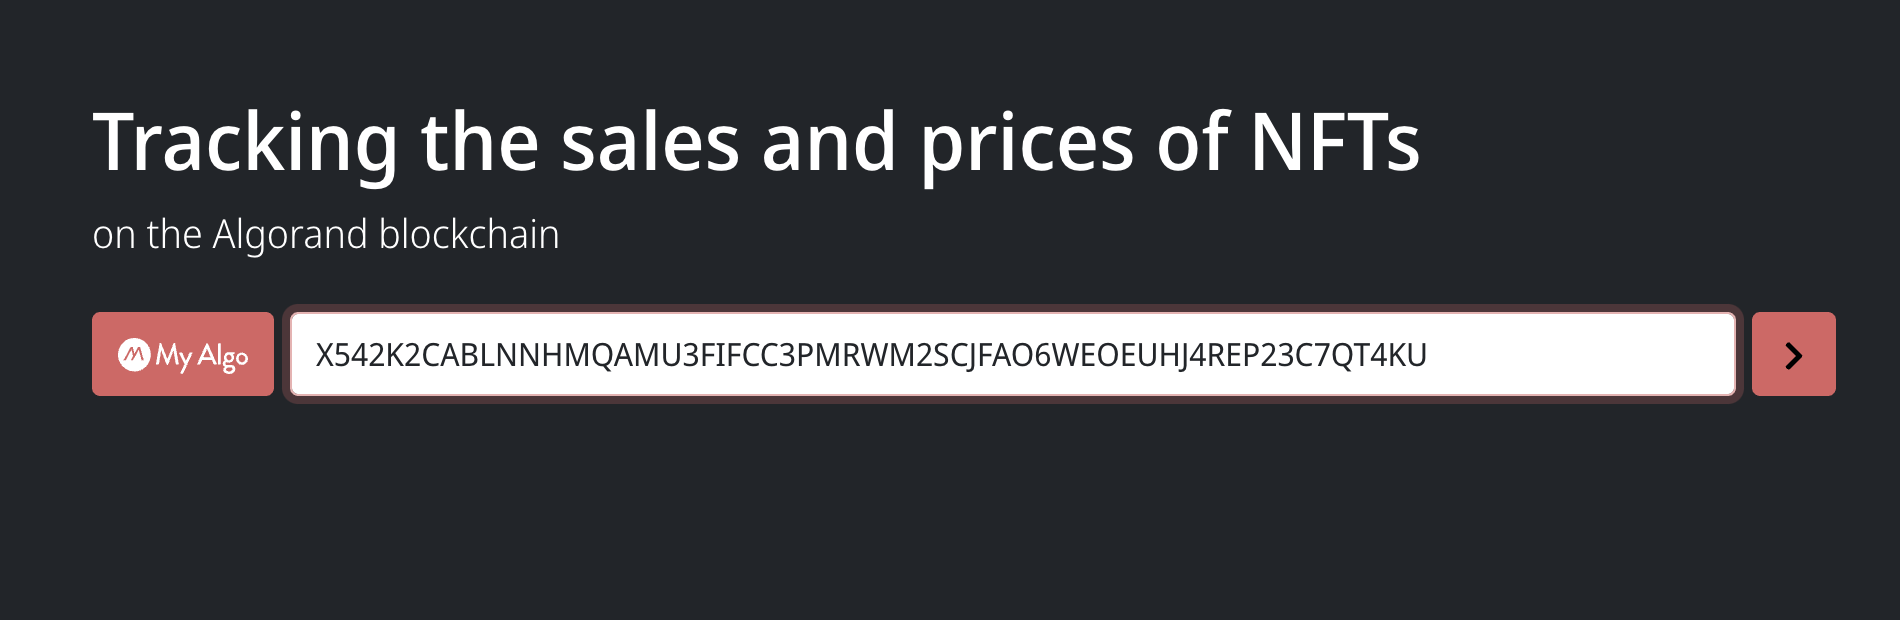 Tracking the sales and prices of NFTs
on the Algorand blockchain
My Algo X542K2CABLNNHMQAMU3FIFCC3PMRWM2SCJFAO6WEOEUHJ4REP23C7QT4KU